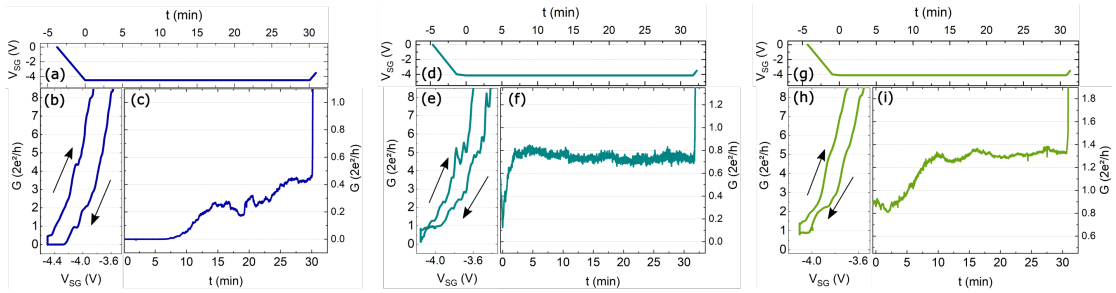 t (min)
-5 0 5 10 15 20 25 30
0
-2
-4
V_SG (V)
(a)
(b)
(c)
8
7
6
5
4
3
2
1
0
G (2e²/h)
1.0
0.8
0.6
0.4
0.2
0.0
G (2e²/h)
-4.4 -4.0 -3.6
V_SG (V)
0 5 10 15 20 25 30
t (min)
t (min)
-5 0 5 10 15 20 25 30
0
-2
-4
V_SG (V)
(d)
(e)
(f)
8
7
6
5
4
3
2
1
0
G (2e²/h)
1.2
1.0
0.8
0.6
0.4
0.2
0.0
G (2e²/h)
-4.0 -3.6
V_SG (V)
0 5 10 15 20 25 30
t (min)
t (min)
-5 0 5 10 15 20 25 30
0
-2
-4
V_SG (V)
(g)
(h)
(i)
8
7
6
5
4
3
2
1
0
G (2e²/h)
1.8
1.6
1.4
1.2
1.0
0.8
0.6
G (2e²/h)
-4.0 -3.6
V_SG (V)
0 5 10 15 20 25 30
t (min)